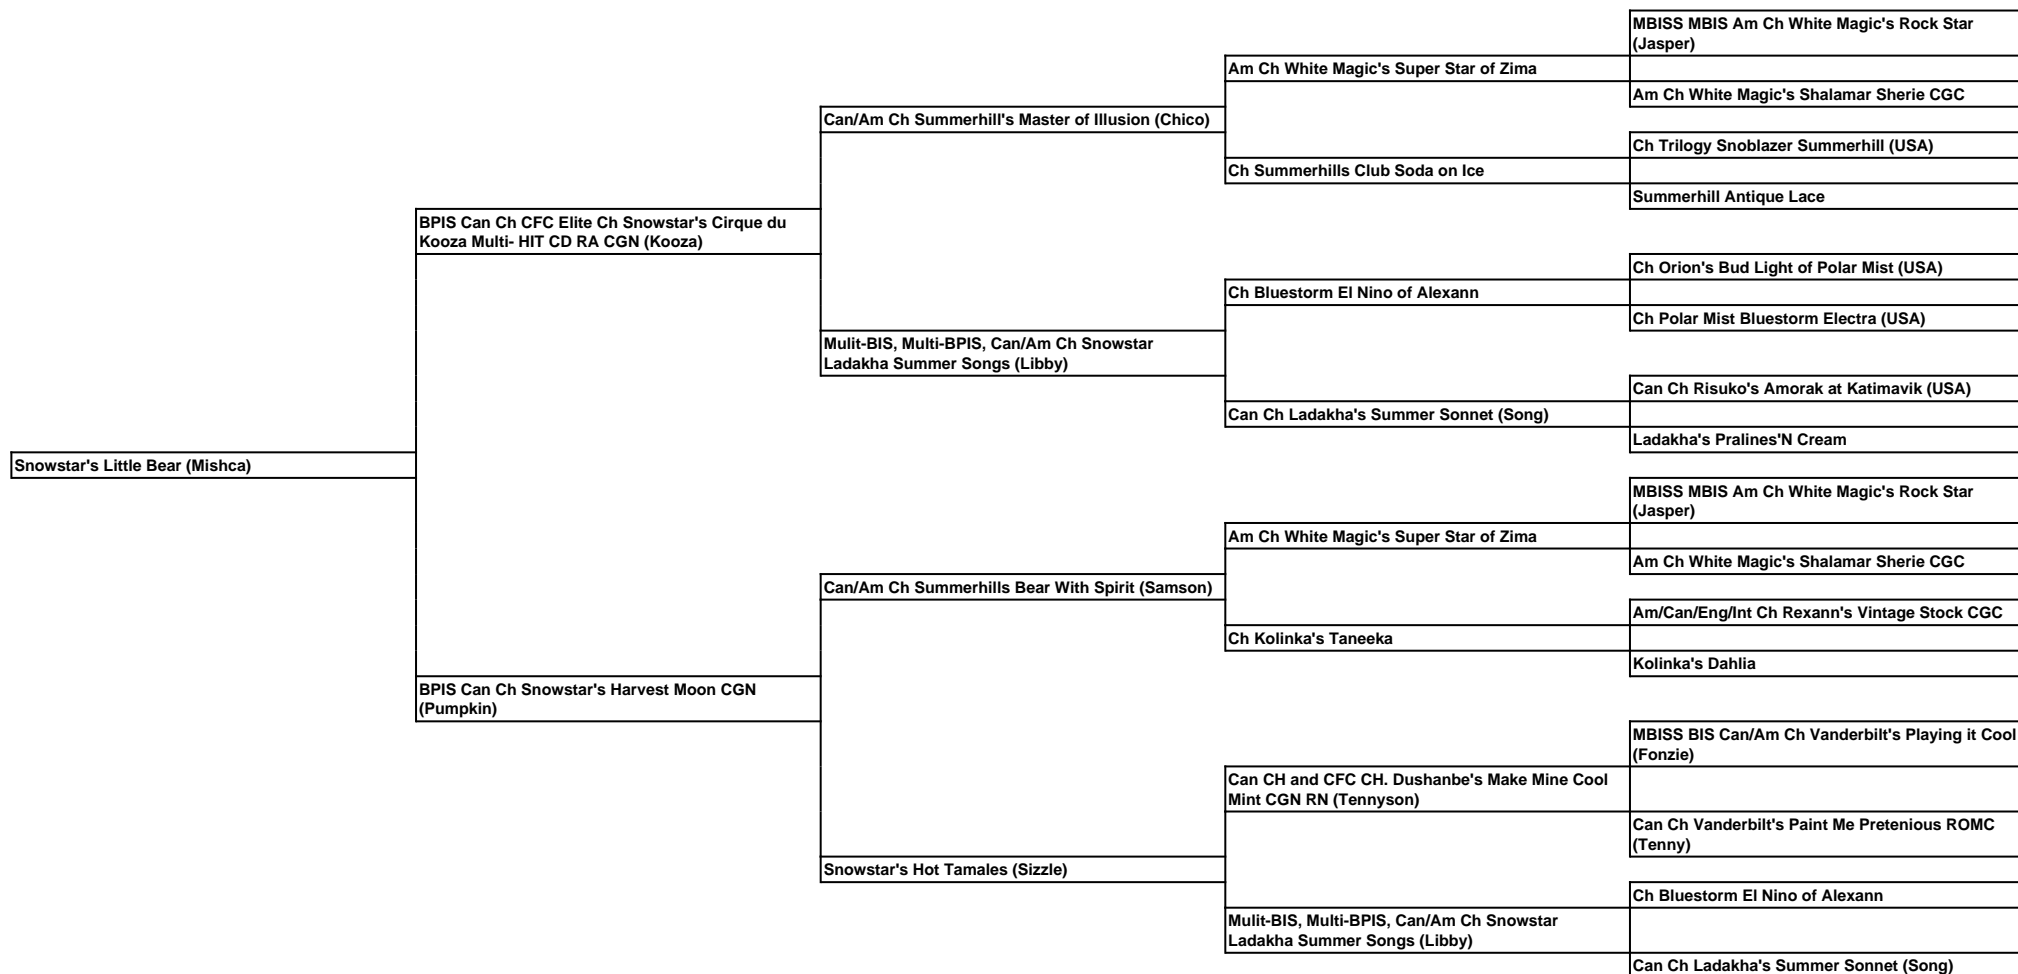 MBISS MBIS Am Ch White Magic's Rock Star
(Jasper)
Am Ch White Magic's Super Star of Zima
Am Ch White Magic's Shalamar Sherie CGC
Can/Am Ch Summerhill's Master of Illusion (Chico)
Ch Trilogy Snoblazer Summerhill (USA)
Ch Summerhills Club Soda on Ice
Summerhill Antique Lace
BPIS Can Ch CFC Elite Ch Snowstar's Cirque du
Kooza Multi- HIT CD RA CGN (Kooza)
Ch Orion's Bud Light of Polar Mist (USA)
Ch Bluestorm El Nino of Alexann
Ch Polar Mist Bluestorm Electra (USA)
Mulit-BIS, Multi-BPIS, Can/Am Ch Snowstar
Ladakha Summer Songs (Libby)
Can Ch Risuko's Amorak at Katimavik (USA)
Can Ch Ladakha's Summer Sonnet (Song)
Ladakha's Pralines'N Cream
Snowstar's Little Bear (Mishca)
MBISS MBIS Am Ch White Magic's Rock Star
(Jasper)
Am Ch White Magic's Super Star of Zima
Am Ch White Magic's Shalamar Sherie CGC
Can/Am Ch Summerhills Bear With Spirit (Samson)
Am/Can/Eng/Int Ch Rexann's Vintage Stock CGC
Ch Kolinka's Taneeka
Kolinka's Dahlia
BPIS Can Ch Snowstar's Harvest Moon CGN
(Pumpkin)
MBISS BIS Can/Am Ch Vanderbilt's Playing it Cool
(Fonzie)
Can CH and CFC CH. Dushanbe's Make Mine Cool
Mint CGN RN (Tennyson)
Can Ch Vanderbilt's Paint Me Pretenious ROMC
(Tenny)
Snowstar's Hot Tamales (Sizzle)
Ch Bluestorm El Nino of Alexann
Mulit-BIS, Multi-BPIS, Can/Am Ch Snowstar
Ladakha Summer Songs (Libby)
Can Ch Ladakha's Summer Sonnet (Song)